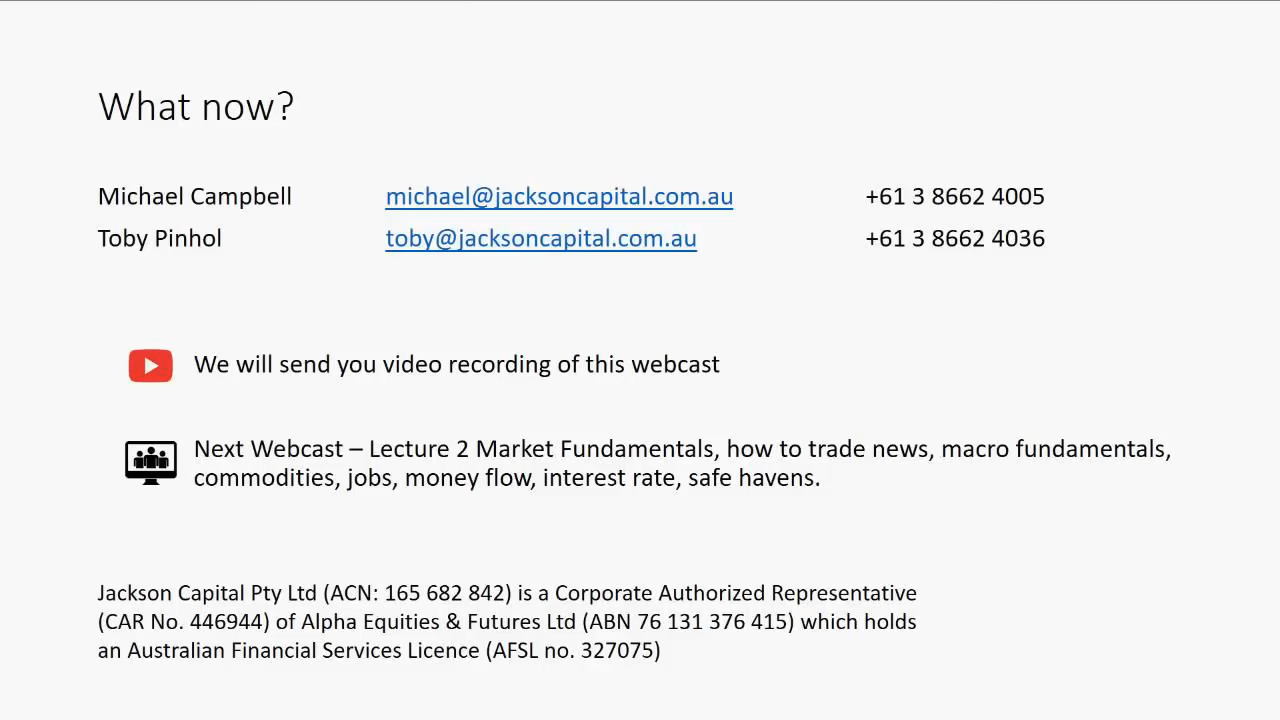 What now?
Michael Campbell michael@jacksoncapital.com.au +61 3 8662 4005
Toby Pinhol toby@jacksoncapital.com.au +61 3 8662 4036
We will send you video recording of this webcast
Next Webcast – Lecture 2 Market Fundamentals, how to trade news, macro fundamentals,
commodities, jobs, money flow, interest rate, safe havens.
Jackson Capital Pty Ltd (ACN: 165 682 842) is a Corporate Authorized Representative
(CAR No. 446944) of Alpha Equities & Futures Ltd (ABN 76 131 376 415) which holds
an Australian Financial Services Licence (AFSL no. 327075)